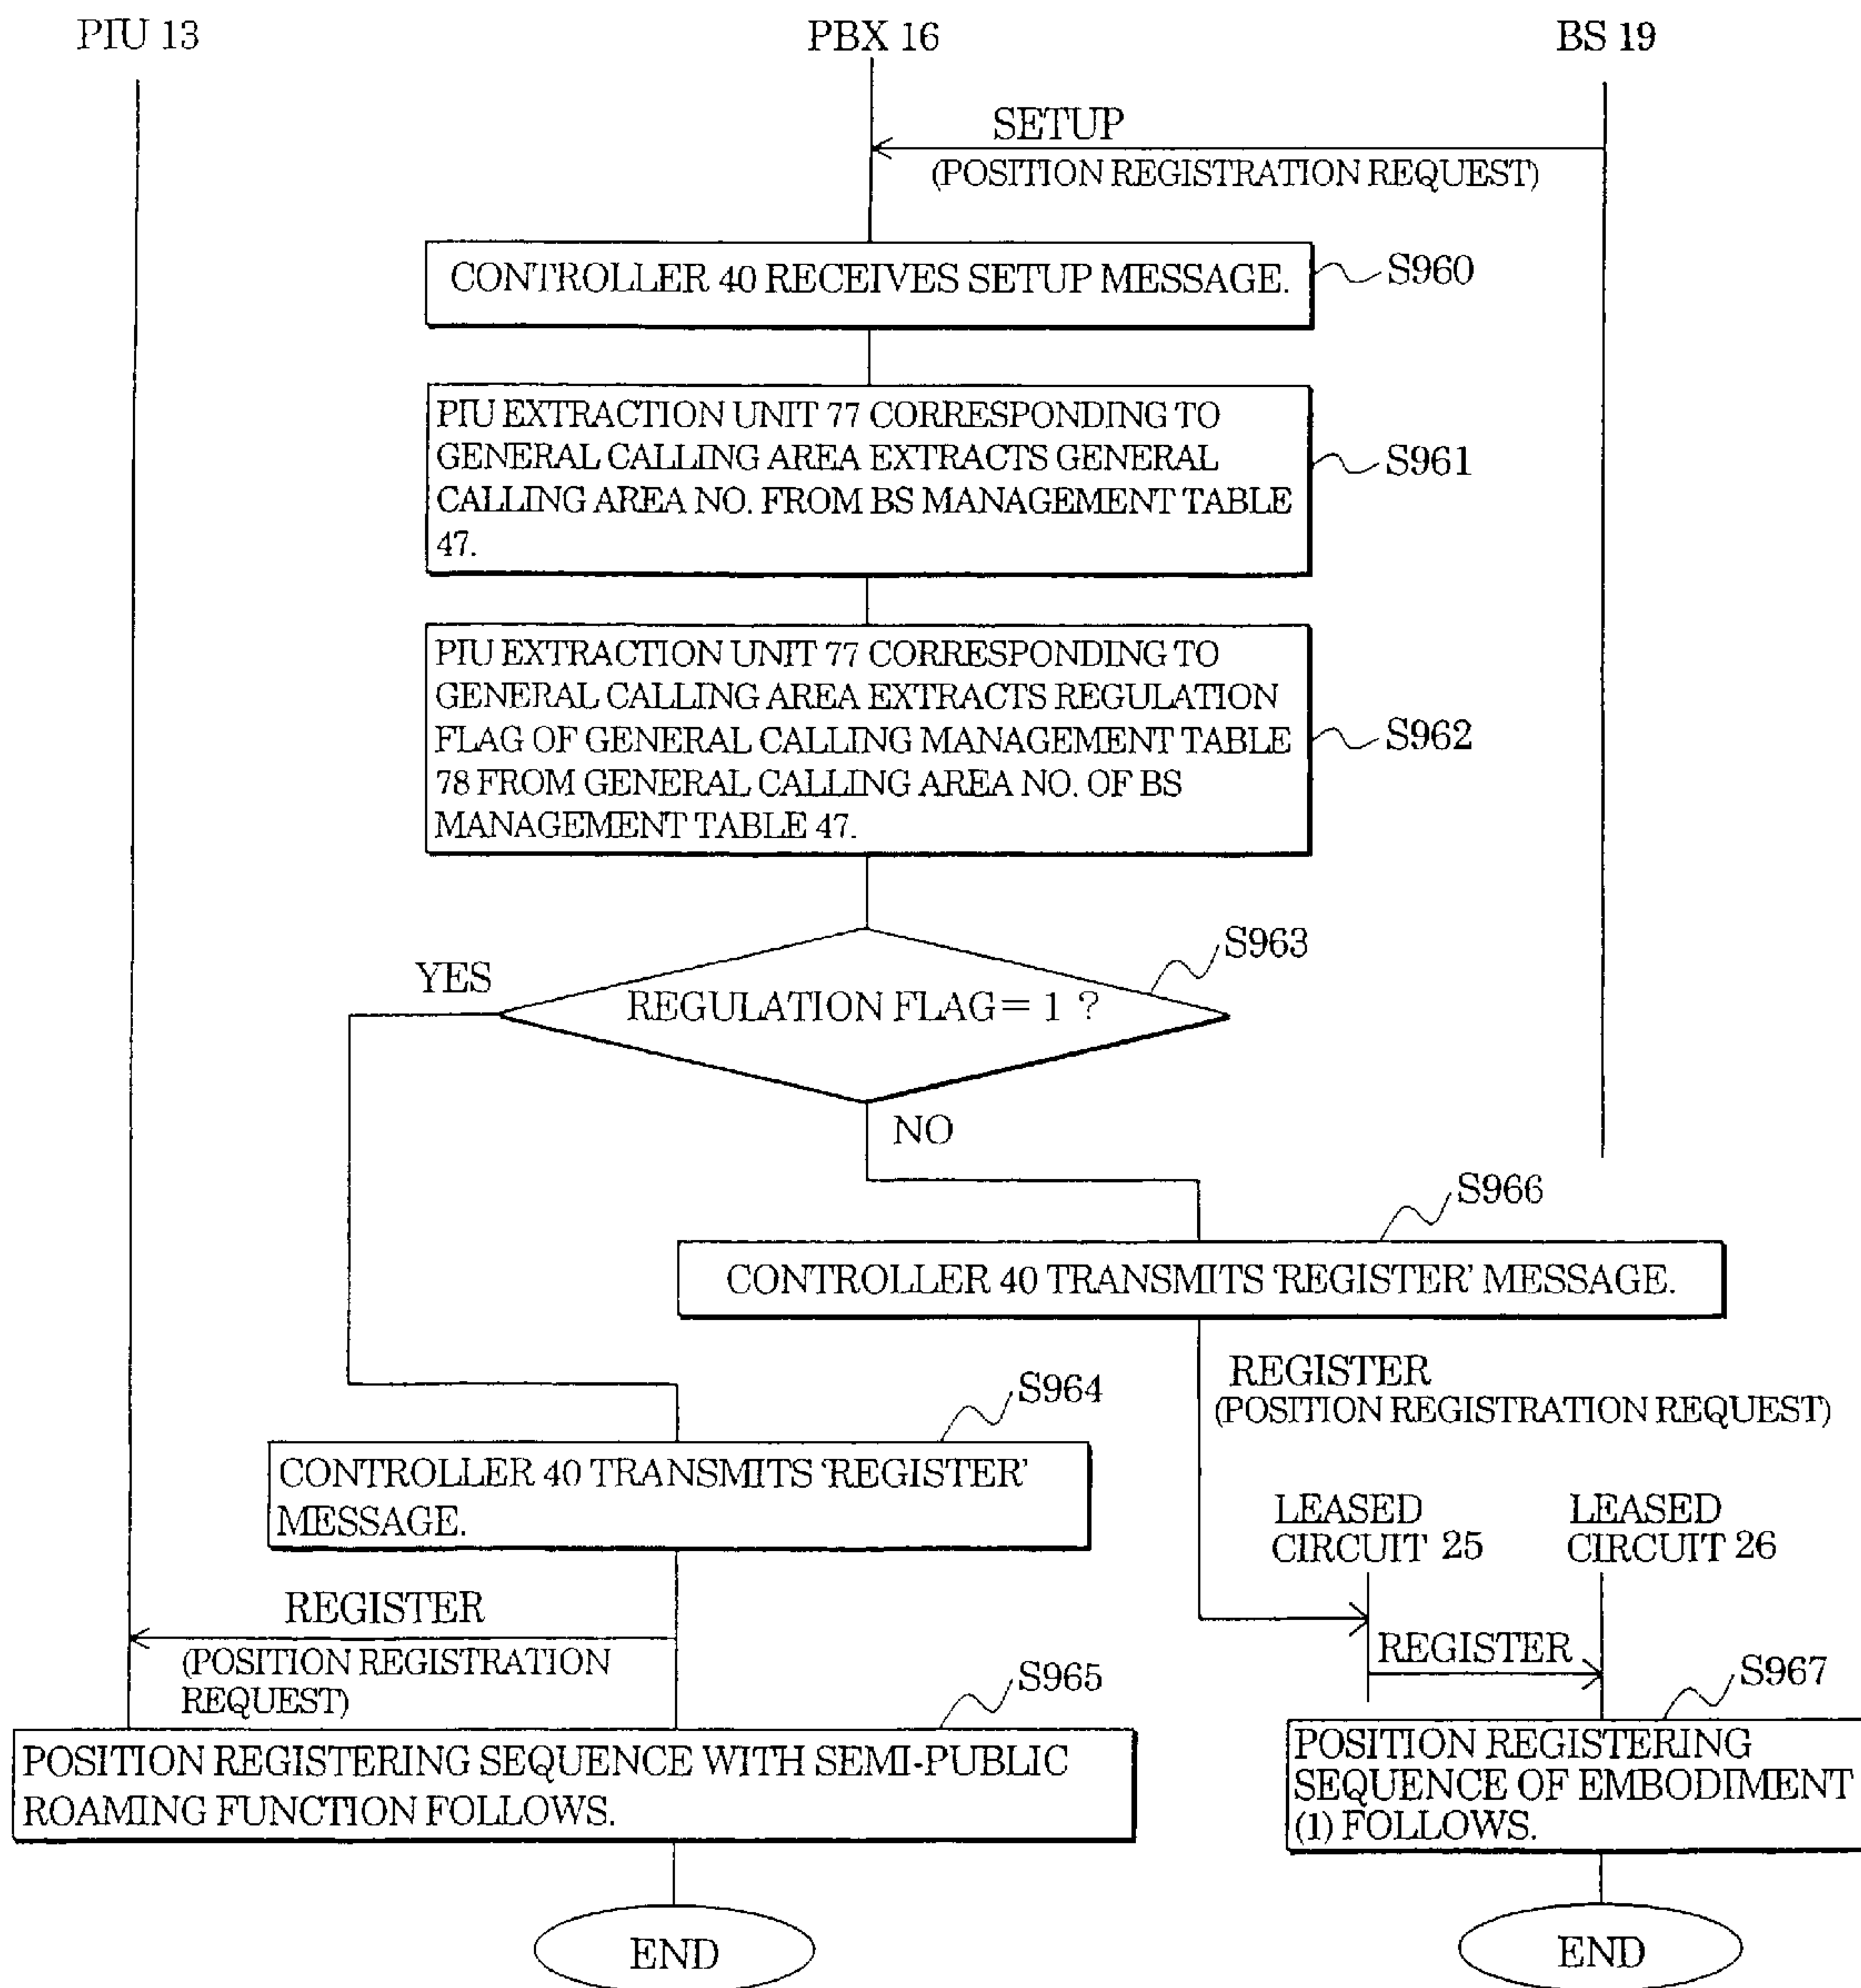 PIU 13
PBX 16
BS 19
SETUP
(POSITION REGISTRATION REQUEST)
CONTROLLER 40 RECEIVES SETUP MESSAGE.
S960
PIU EXTRACTION UNIT 77 CORRESPONDING TO
GENERAL CALLING AREA EXTRACTS GENERAL
CALLING AREA NO. FROM BS MANAGEMENT TABLE
47.
S961
PIU EXTRACTION UNIT 77 CORRESPONDING TO
GENERAL CALLING AREA EXTRACTS REGULATION
FLAG OF GENERAL CALLING MANAGEMENT TABLE
78 FROM GENERAL CALLING AREA NO. OF BS
MANAGEMENT TABLE 47.
S962
S963
YES
REGULATION FLAG = 1 ?
NO
S966
CONTROLLER 40 TRANSMITS 'REGISTER' MESSAGE.
REGISTER
(POSITION REGISTRATION REQUEST)
S964
CONTROLLER 40 TRANSMITS 'REGISTER'
MESSAGE.
LEASED
CIRCUIT 25
LEASED
CIRCUIT 26
REGISTER
(POSITION REGISTRATION
REQUEST)
REGISTER
S965
S967
POSITION REGISTERING SEQUENCE WITH SEMI-PUBLIC
ROAMING FUNCTION FOLLOWS.
POSITION REGISTERING
SEQUENCE OF EMBODIMENT
(1) FOLLOWS.
END
END